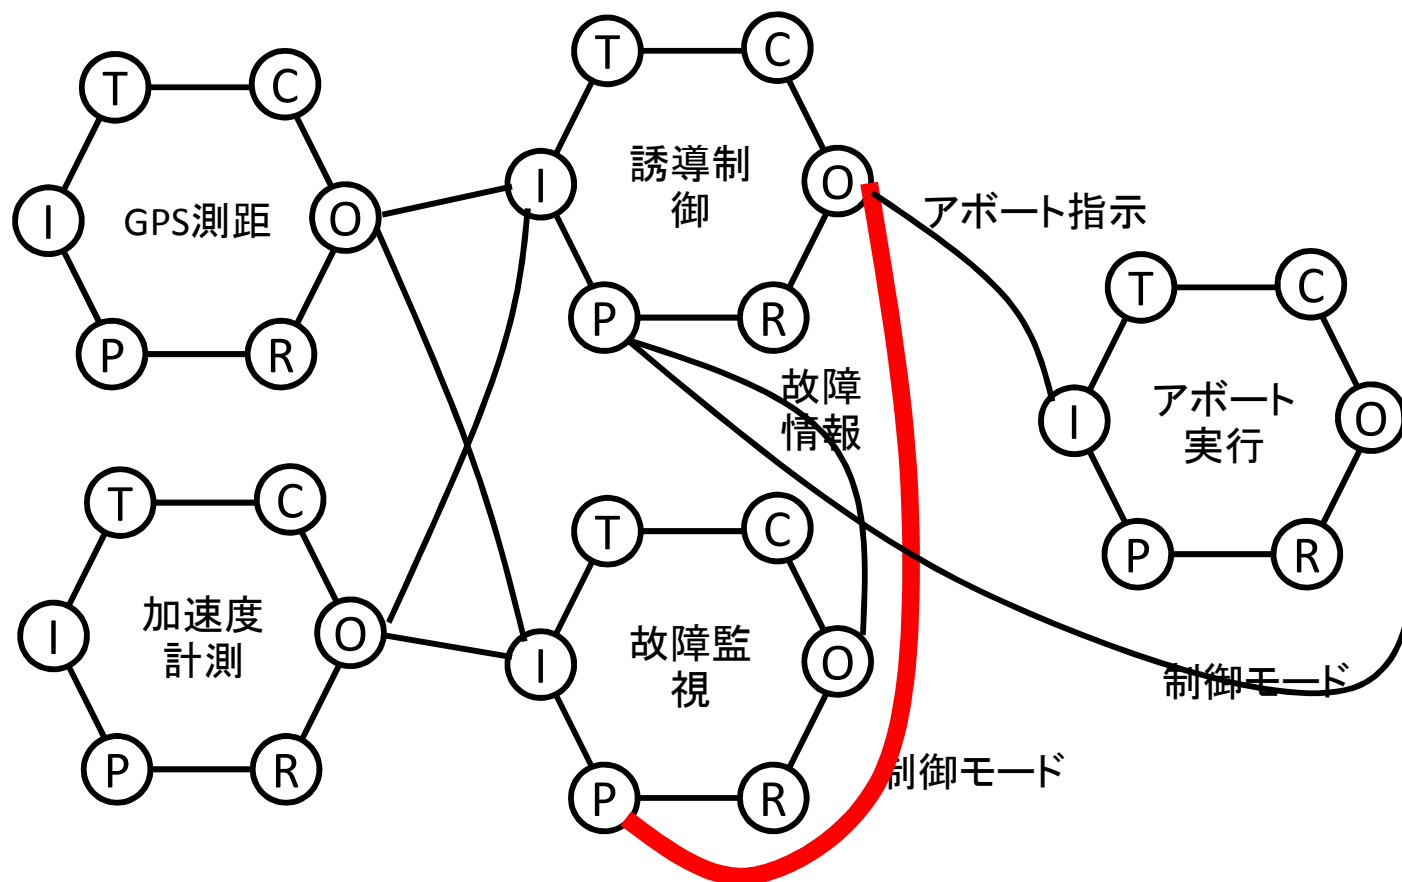 T
C
I
GPS測距
O
P
R
T
C
I
誘導制
御
O
P
R
アボート指示
T
C
I
アボート
実行
O
P
R
故障
情報
T
C
I
加速度
計測
O
P
R
T
C
I
故障監
視
O
P
R
制御モード
制御モード